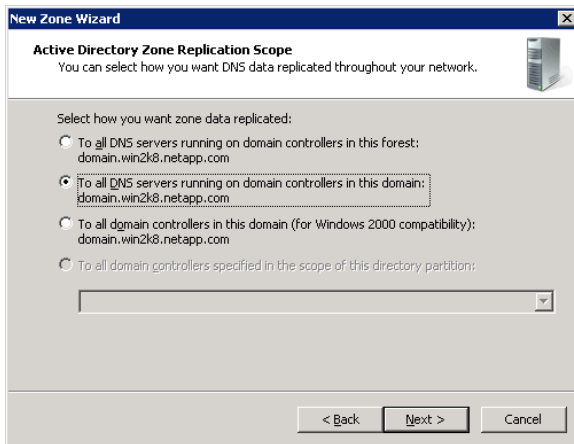 New Zone Wizard
Active Directory Zone Replication Scope
You can select how you want DNS data replicated throughout your network.
Select how you want zone data replicated:
To all DNS servers running on domain controllers in this forest:
domain.win2k8.netapp.com
To all DNS servers running on domain controllers in this domain:
domain.win2k8.netapp.com
To all domain controllers in this domain (for Windows 2000 compatibility):
domain.win2k8.netapp.com
To all domain controllers specified in the scope of this directory partition:
< Back Next > Cancel